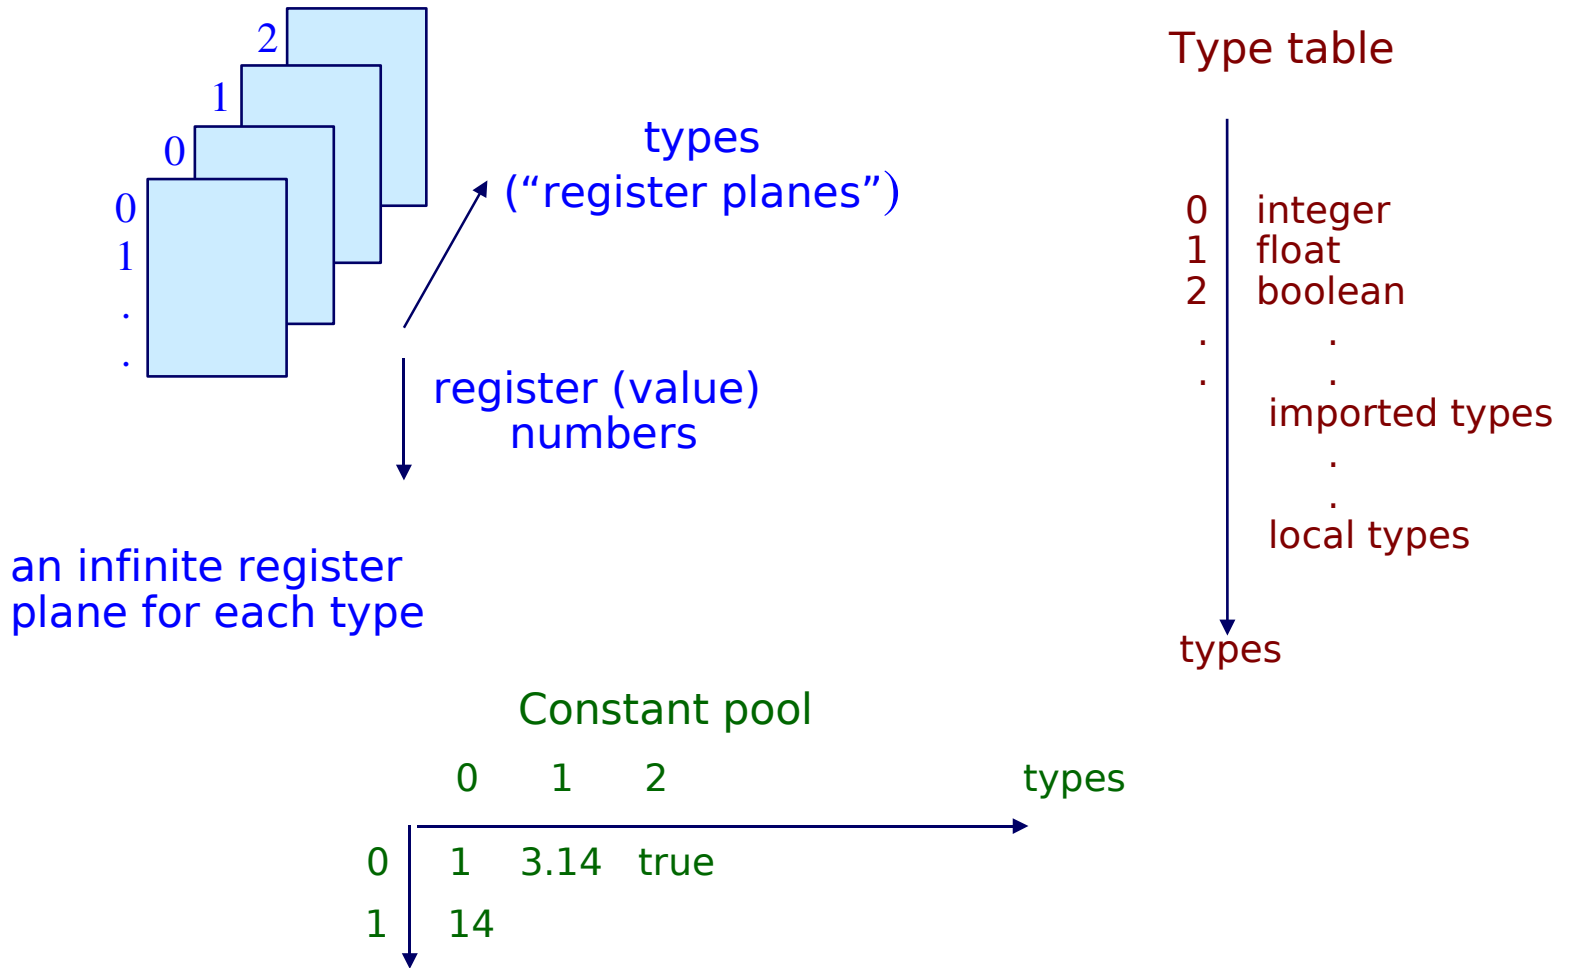 2
1
0
0
1
.
.
types
(“register planes”)
register (value)
numbers
an infinite register
plane for each type
Type table
0 integer
1 float
2 boolean
. .
. .
imported types
.
.
local types
types
Constant pool
0 1 2 types
0 1 3.14 true
1 14